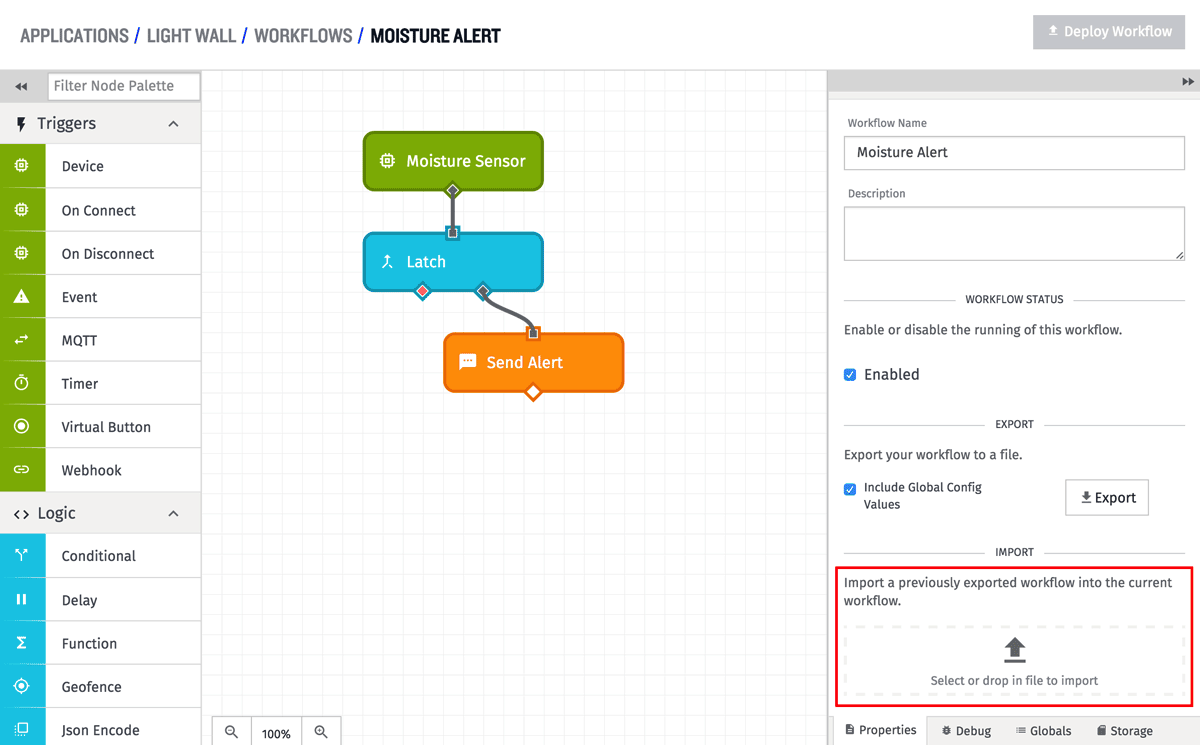 APPLICATIONS / LIGHT WALL / WORKFLOWS / MOISTURE ALERT
Deploy Workflow
Filter Node Palette
Triggers
Device
On Connect
On Disconnect
Event
MQTT
Timer
Virtual Button
Webhook
Logic
Conditional
Delay
Function
Geofence
Json Encode
Moisture Sensor
Latch
Send Alert
100%
Workflow Name
Moisture Alert
Description
WORKFLOW STATUS
Enable or disable the running of this workflow.
Enabled
EXPORT
Export your workflow to a file.
Include Global Config
Values
Export
IMPORT
Import a previously exported workflow into the current
workflow.
Select or drop in file to import
Properties Debug Globals Storage